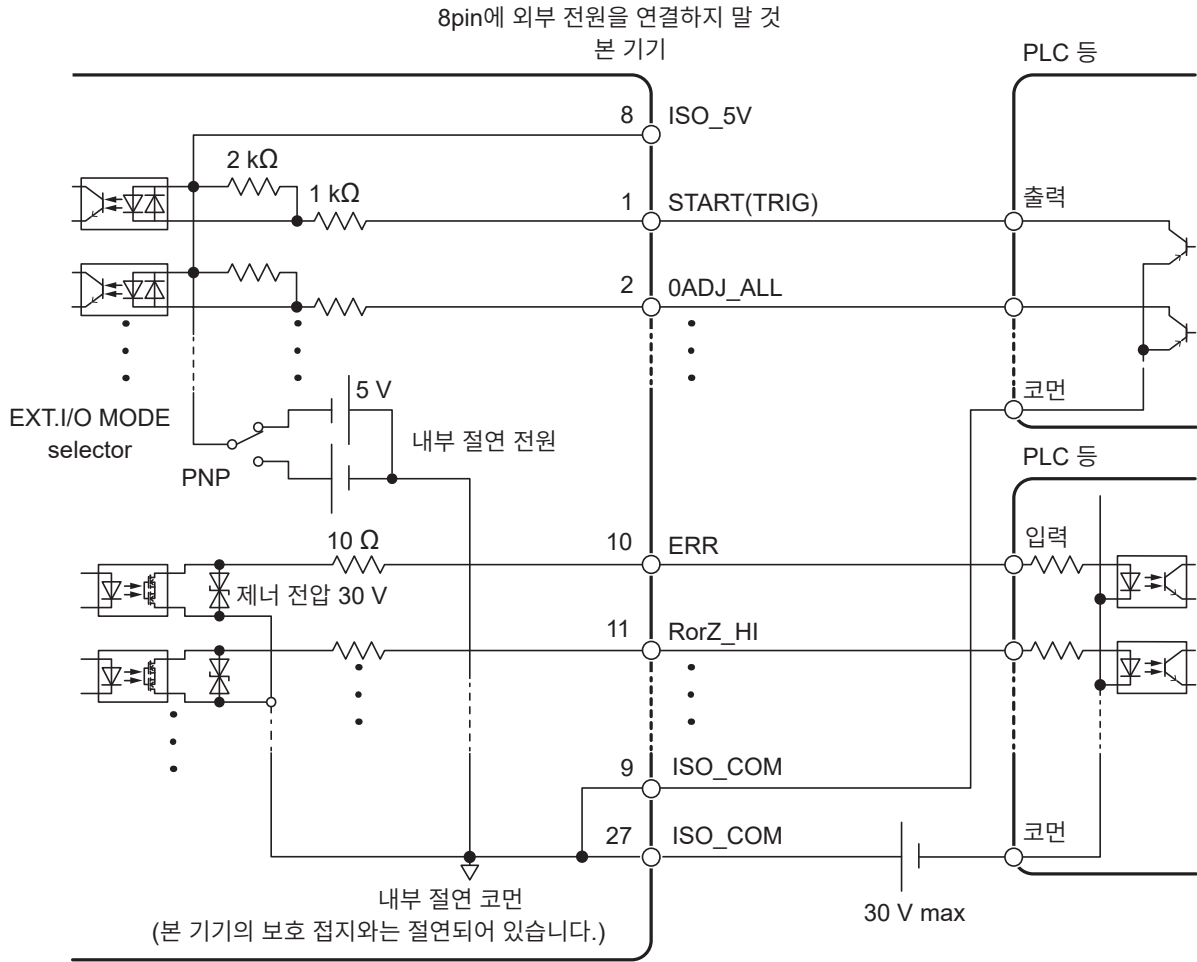 8pin에 외부 전원을 연결하지 말 것
본 기기
PLC 등
8 ISO_5V
2 kΩ
1 kΩ
1 START(TRIG)
출력
2 0ADJ_ALL
코먼
5 V
EXT.I/O MODE
selector
내부 절연 전원
PNP
PLC 등
10 Ω
10 ERR
입력
제너 전압 30 V
11 RorZ_HI
9 ISO_COM
27 ISO_COM
코먼
내부 절연 코먼
30 V max
(본 기기의 보호 접지와는 절연되어 있습니다.)